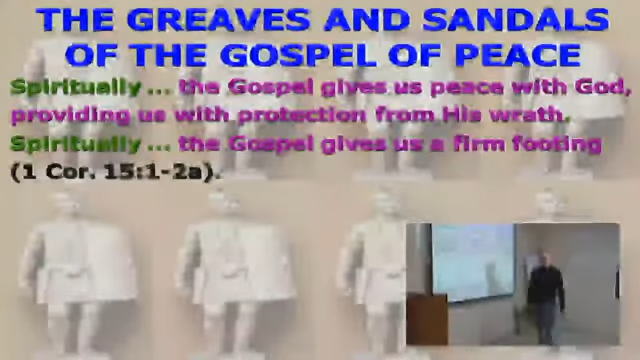 THE GREAVES AND SANDALS
OF THE GOSPEL OF PEACE
Spiritually... the Gospel gives us peace with God,
providing us with protection from His wrath.
Spiritually... the Gospel gives us a firm footing
(1 Cor. 15:1-2a).